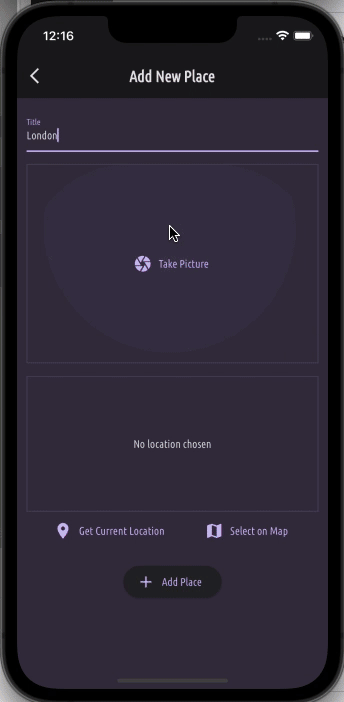 12:16
Add New Place
Title
London
Take Picture
No location chosen
Get Current Location Select on Map
Add Place